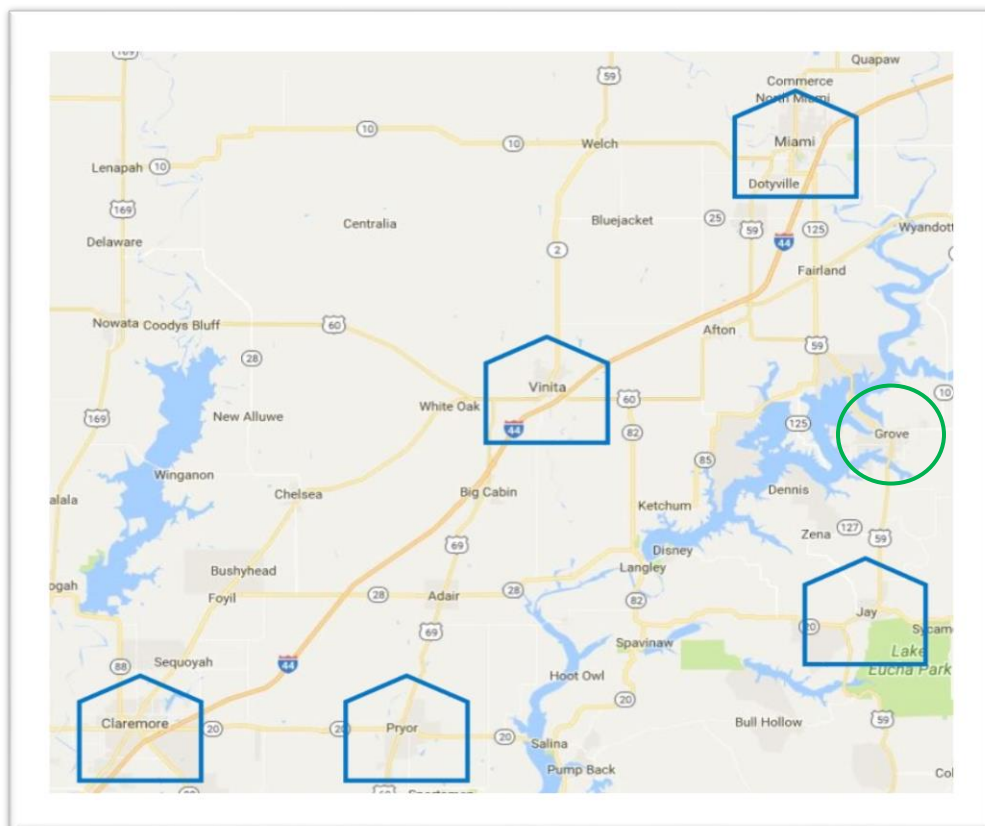 169
59
Quapaw
Commerce
North Miami
10
10
Welch
Miami
Lenapah
10
Dotyville
169
Centralia
Bluejacket
25
59
125
Wyandott
Delaware
2
44
Fairland
Nowata
Coodys Bluff
60
Afton
59
28
Vinita
10
White Oak
60
169
New Alluwe
44
82
125
Grove
85
Winganon
Chelsea
Big Cabin
Dennis
alala
Ketchum
Zena
127
59
69
Disney
Bushyhead
Langley
ogah
Foyil
28
Adair
28
82
Jay
69
20
Sycam
Spavinaw
88
Sequoyah
44
Lake
Eucha Park
Hoot Owl
20
Claremore
20
20
Pryor
20
Salina
Bull Hollow
59
Pump Back
Col